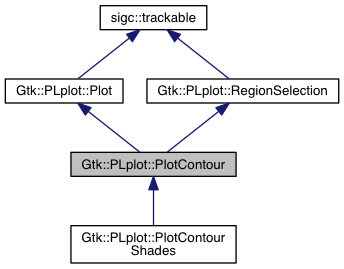 sigc::trackable
Gtk::PLplot::Plot
Gtk::PLplot::RegionSelection
Gtk::PLplot::PlotContour
Gtk::PLplot::PlotContour
Shades